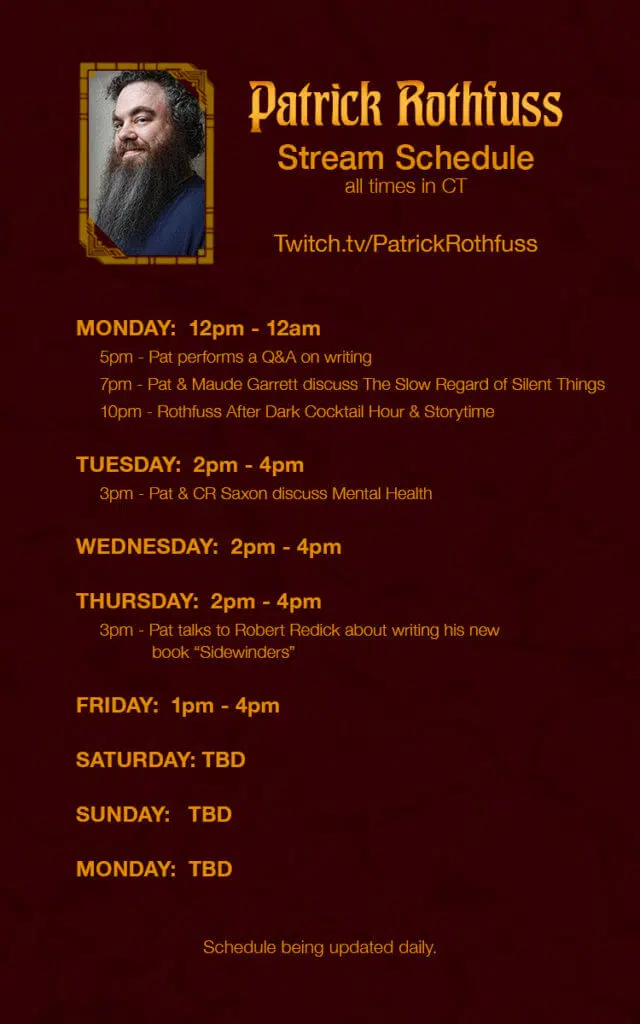 Patrick Rothfuss
Stream Schedule
all times in CT
Twitch.tv/PatrickRothfuss
MONDAY: 12pm - 12am
5pm - Pat performs a Q&A on writing
7pm - Pat & Maude Garrett discuss The Slow Regard of Silent Things
10pm - Rothfuss After Dark Cocktail Hour & Storytime
TUESDAY: 2pm - 4pm
3pm - Pat & CR Saxon discuss Mental Health
WEDNESDAY: 2pm - 4pm
THURSDAY: 2pm - 4pm
3pm - Pat talks to Robert Redick about writing his new
book “Sidewinders”
FRIDAY: 1pm - 4pm
SATURDAY: TBD
SUNDAY: TBD
MONDAY: TBD
Schedule being updated daily.